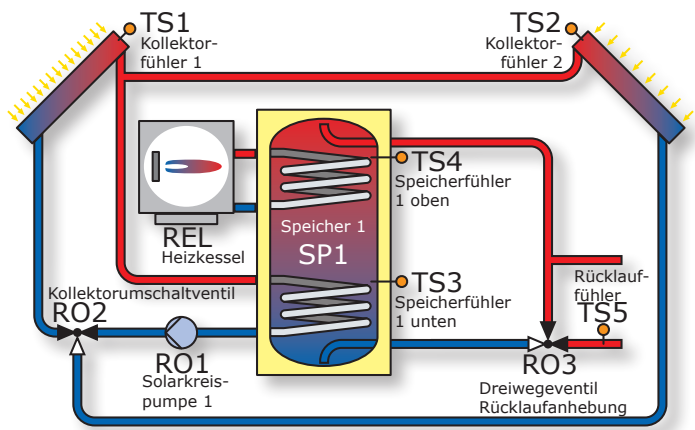 TS1
Kollektor-
fühler 1
TS2
Kollektor-
fühler 2
TS4
Speicherfühler
1 oben
Speicher 1
SP1
REL
Heizkessel
TS3
Speicherfühler
1 unten
Rücklauf-
fühler
TS5
Kollektorumschaltventil
RO2
RO1
Solarkreis-
pumpe 1
RO3
Dreiwegeventil
Rücklaufanhebung